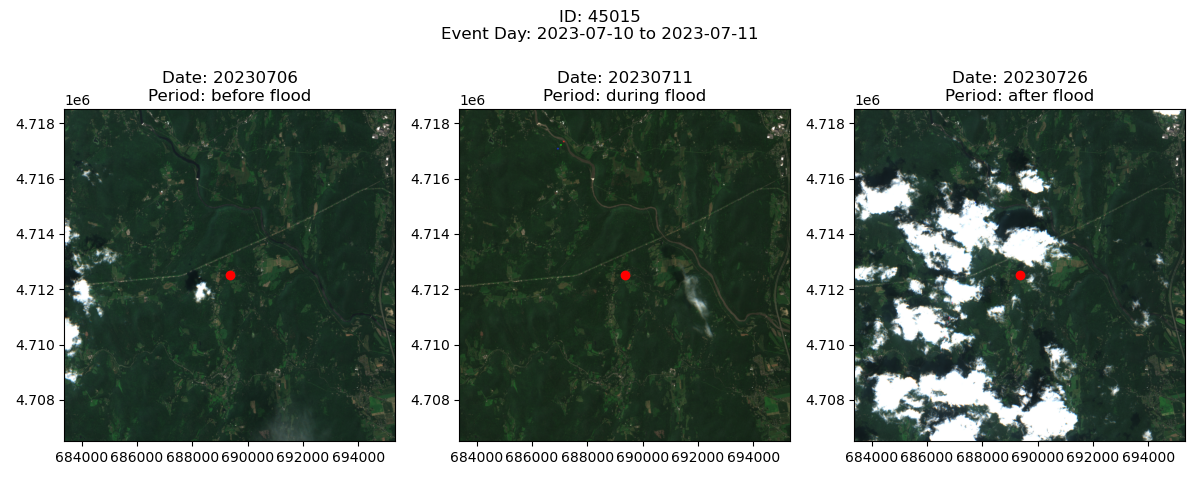 ID: 45015
Event Day: 2023-07-10 to 2023-07-11
Date: 20230706
Period: before flood
Date: 20230711
Period: during flood
Date: 20230726
Period: after flood
1e6
1e6
1e6
4.718
4.716
4.714
4.712
4.710
4.708
684000 686000 688000 690000 692000 694000
4.718
4.716
4.714
4.712
4.710
4.708
684000 686000 688000 690000 692000 694000
4.718
4.716
4.714
4.712
4.710
4.708
684000 686000 688000 690000 692000 694000